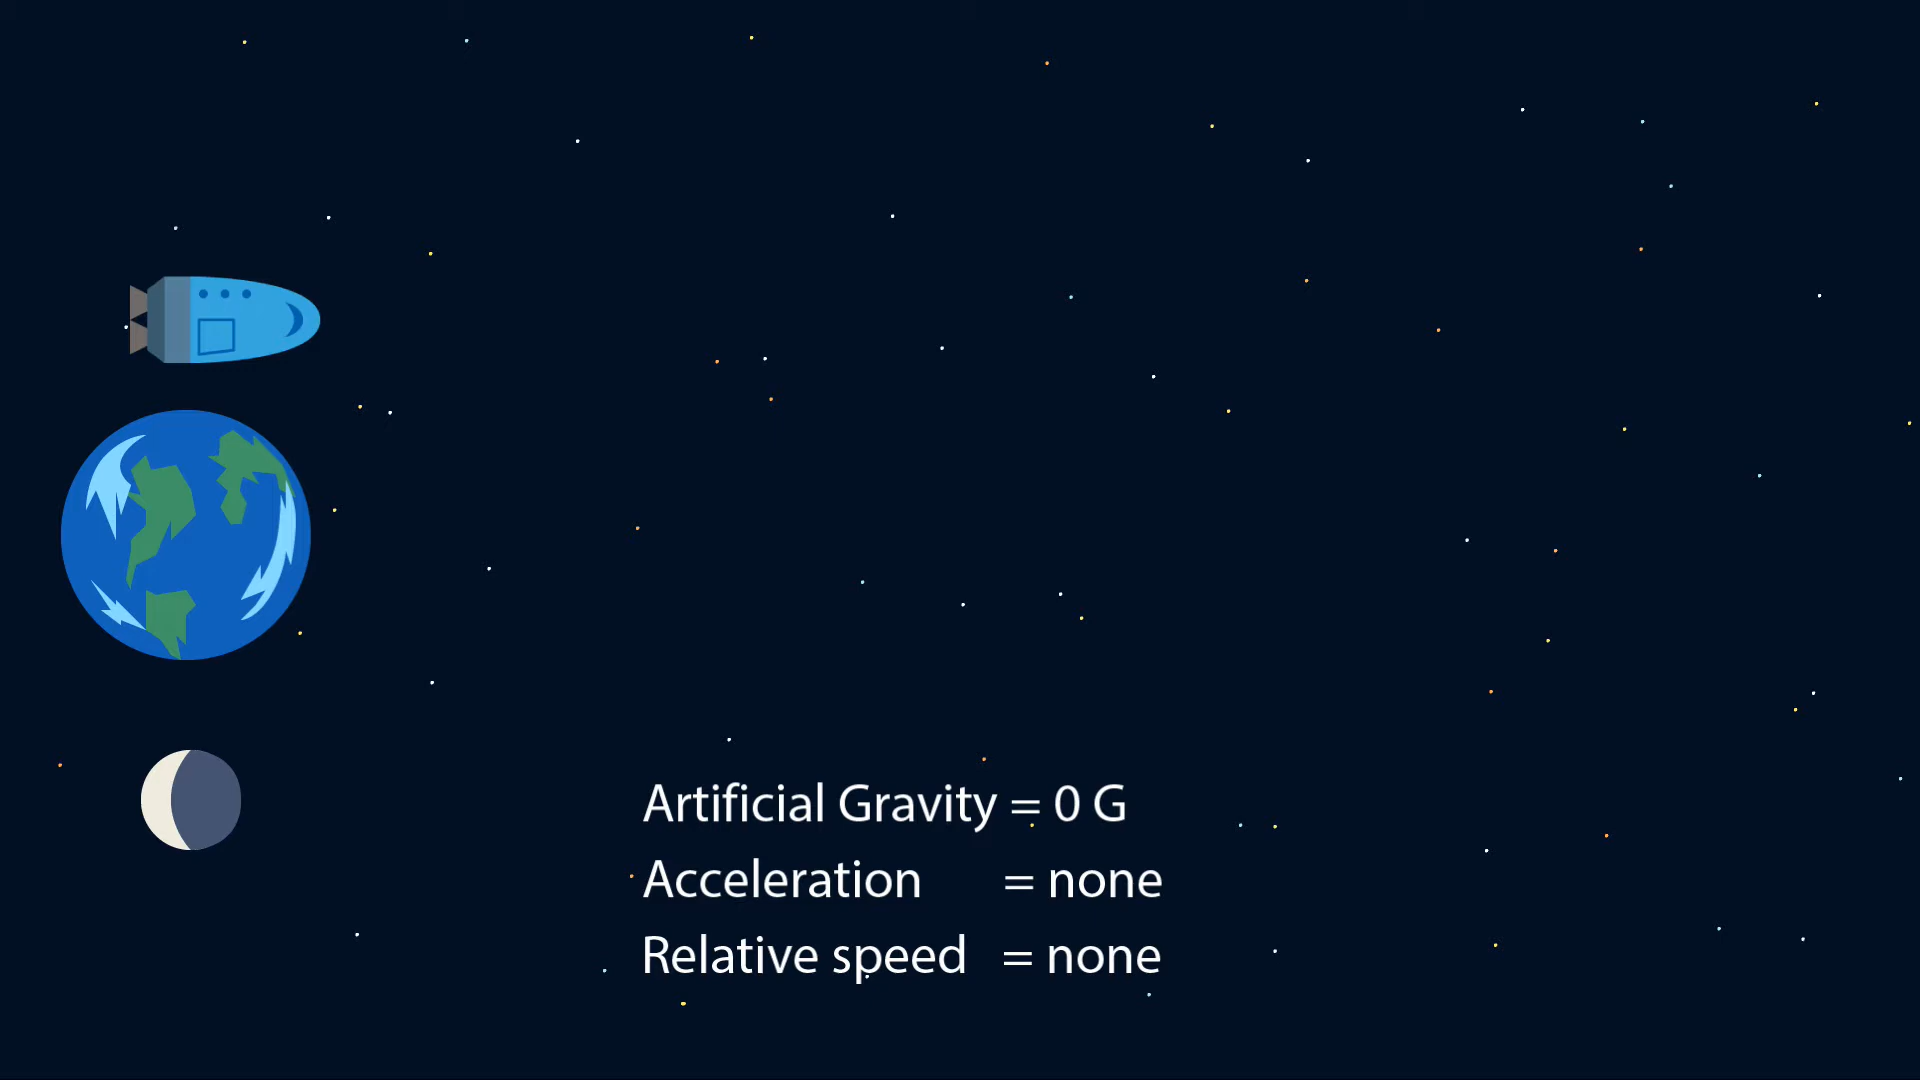 Artificial Gravity = 0 G
Acceleration = none
Relative speed = none